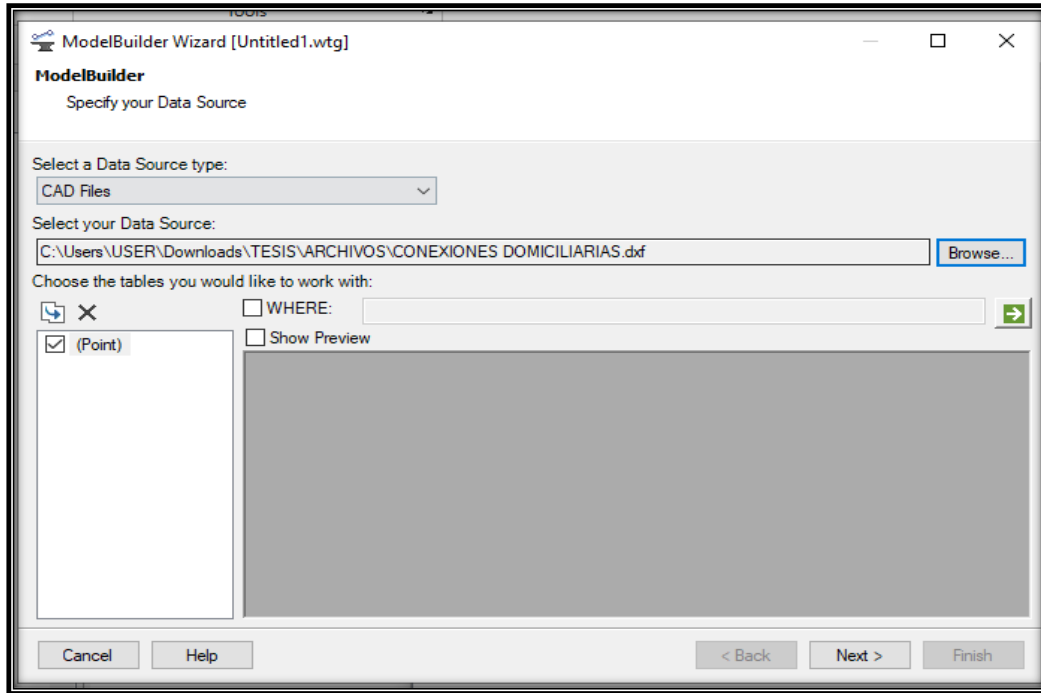 Tools
ModelBuilder Wizard [Untitled1.wtg]
ModelBuilder
Specify your Data Source
Select a Data Source type:
CAD Files
Select your Data Source:
C:\Users\USER\Downloads\TESIS\ARCHIVOS\CONEXIONES DOMICILIARIAS.dxf
Browse...
Choose the tables you would like to work with:
WHERE:
(Point)
Show Preview
Cancel Help < Back Next > Finish